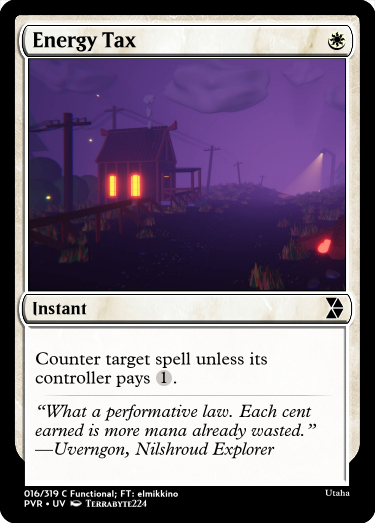 Energy Tax
Instant
Counter target spell unless its
controller pays 1.
“What a performative law. Each cent
earned is more mana already wasted.”
—Uverngon, Nilshroud Explorer
016/319 C Functional; FT: elmikkino
PVR • UV Terrabyte224
Utaha